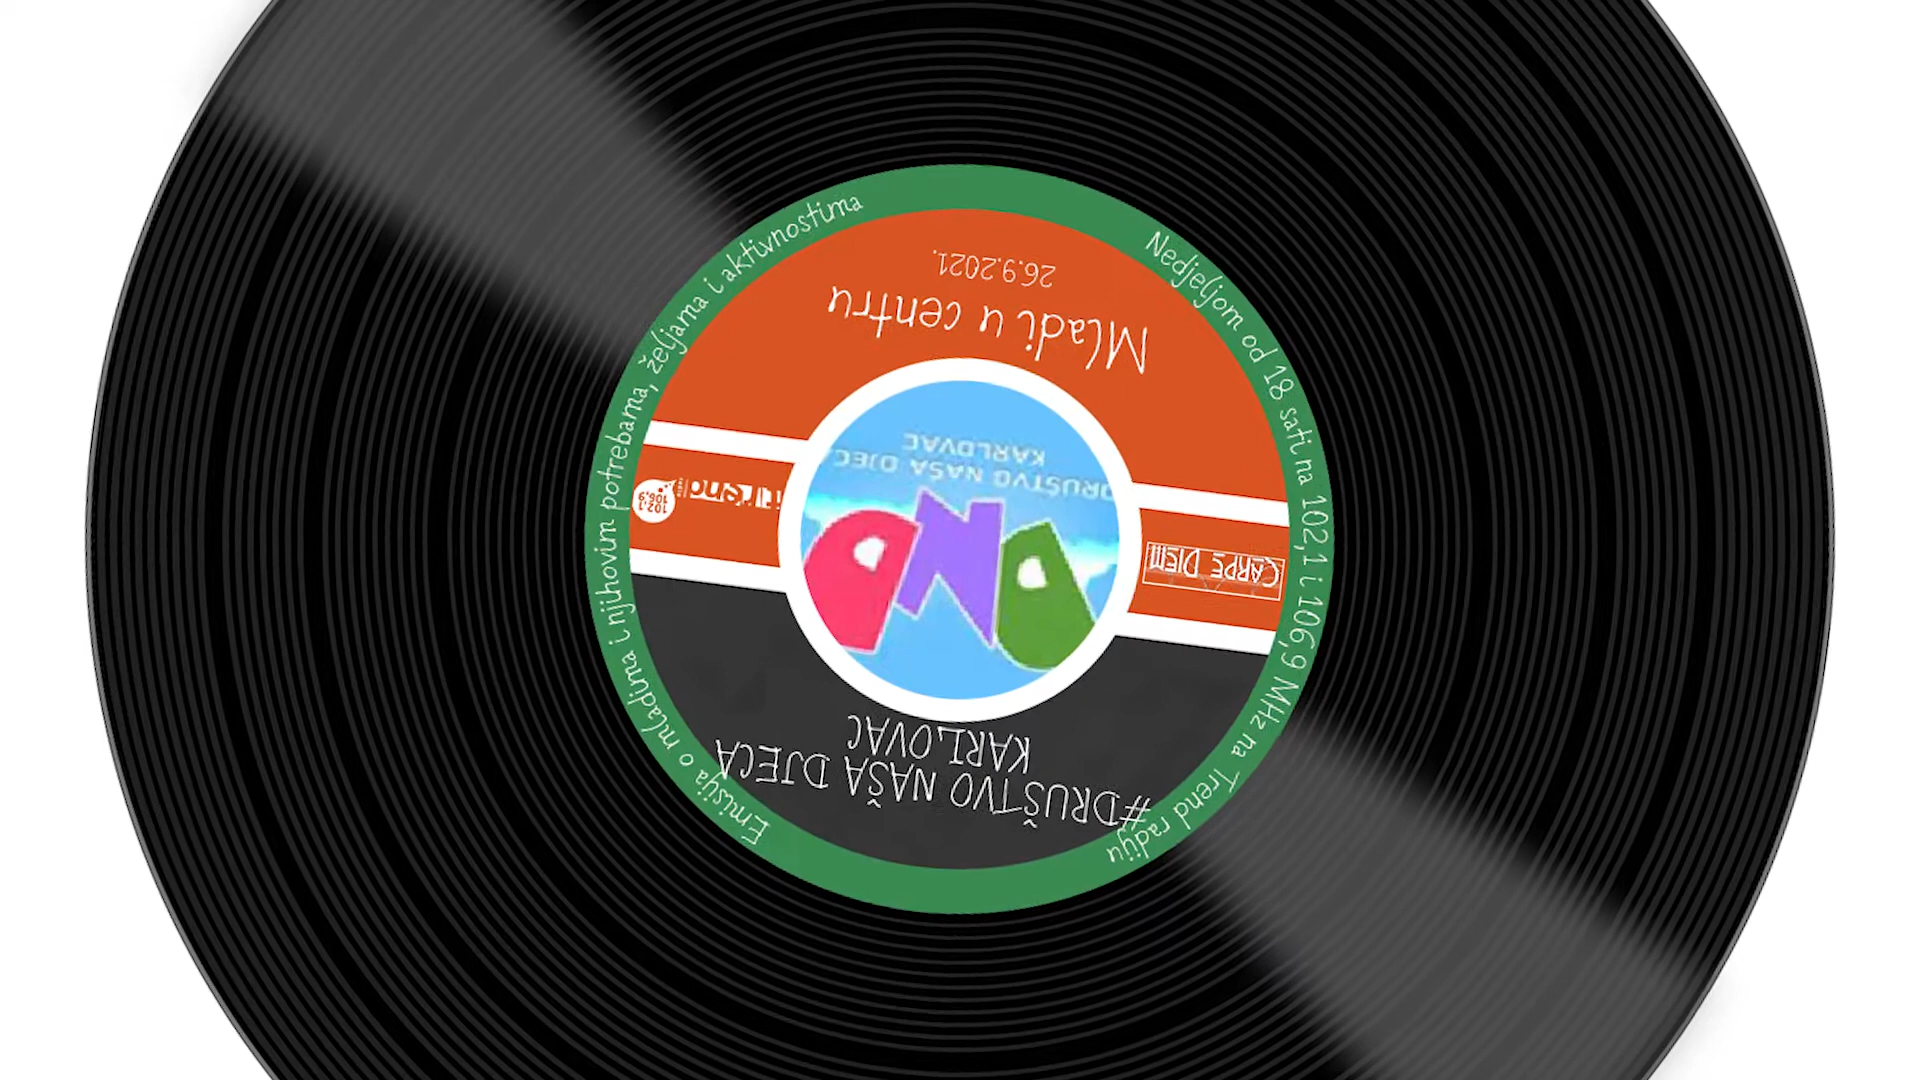 #DRUŠTVO NAŠA DJECA
KARLOVAC
CARPE DIEM
trend
radio
102,1
106,9
DND
DRUŠTVO NAŠA DJECA
KARLOVAC
Mladi u centru
26.9.2021.
Emisija o mladima i njihovim potrebama, željama i aktivnostima
Nedjeljom od 18 sati na 102,1 i 106,9 MHz na Trend radiju